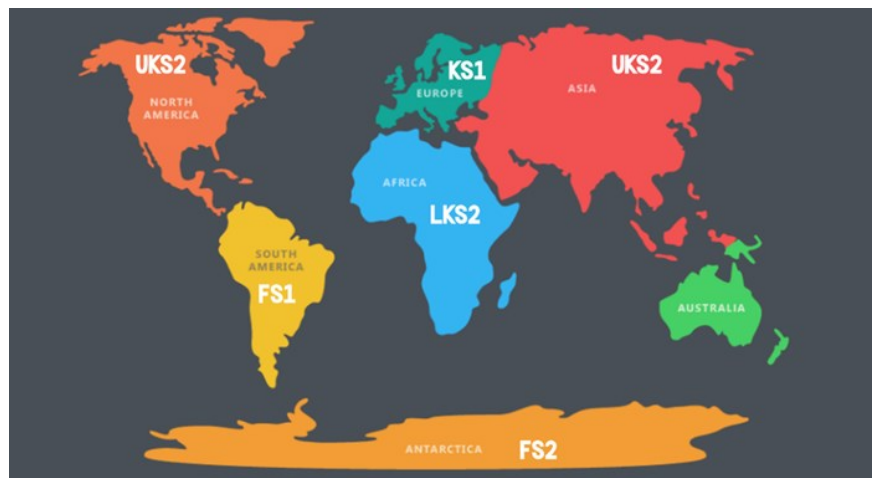 UKS2
NORTH
AMERICA
KS1
EUROPE
UKS2
ASIA
AFRICA
LKS2
SOUTH
AMERICA
FS1
AUSTRALIA
ANTARCTICA FS2